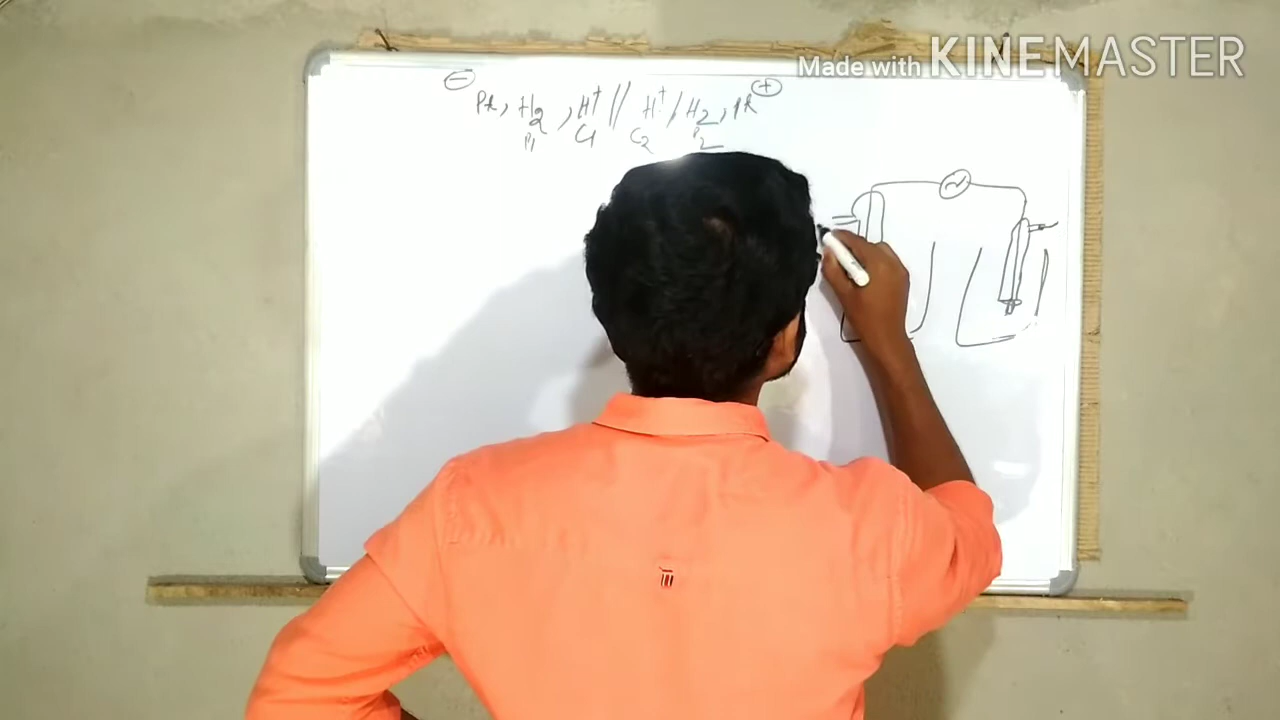 Made with KINEMASTER
⊖ ⊕
Pt, H2, H+ // H+ / H2, Pt
P1 C1 C2 P2